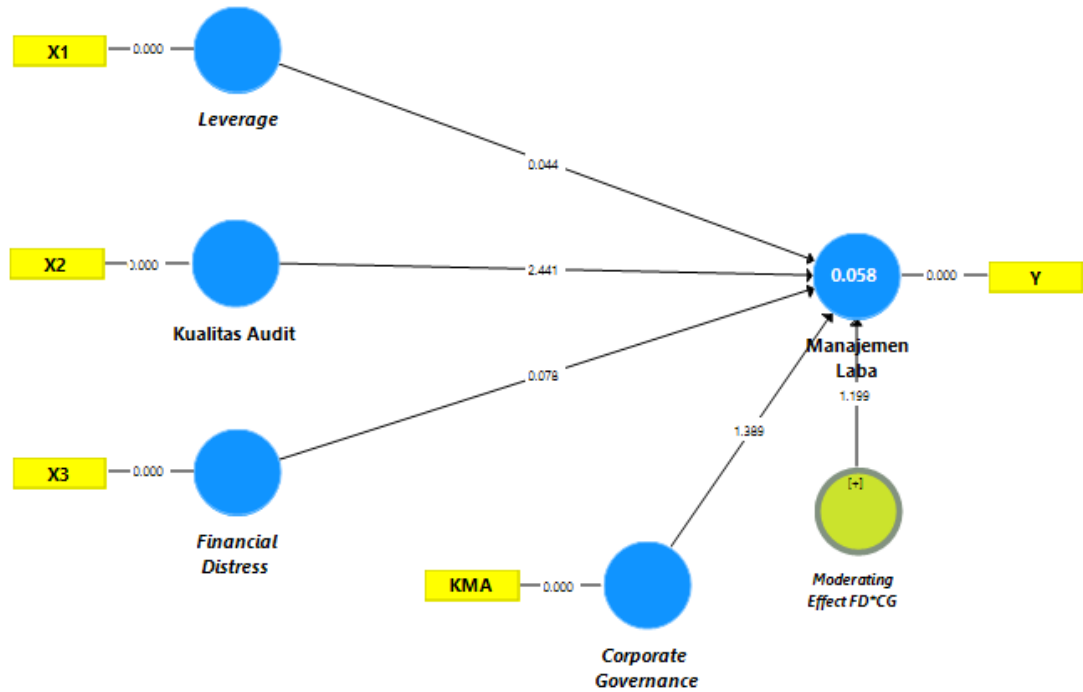 X1
0.000
Leverage
0.044
X2
0.000
2.441
Kualitas Audit
0.058
0.000
Y
Manajemen
Laba
0.078
1.199
X3
0.000
1.389
[+]
Financial
Distress
KMA
0.000
Moderating
Effect FD*CG
Corporate
Governance